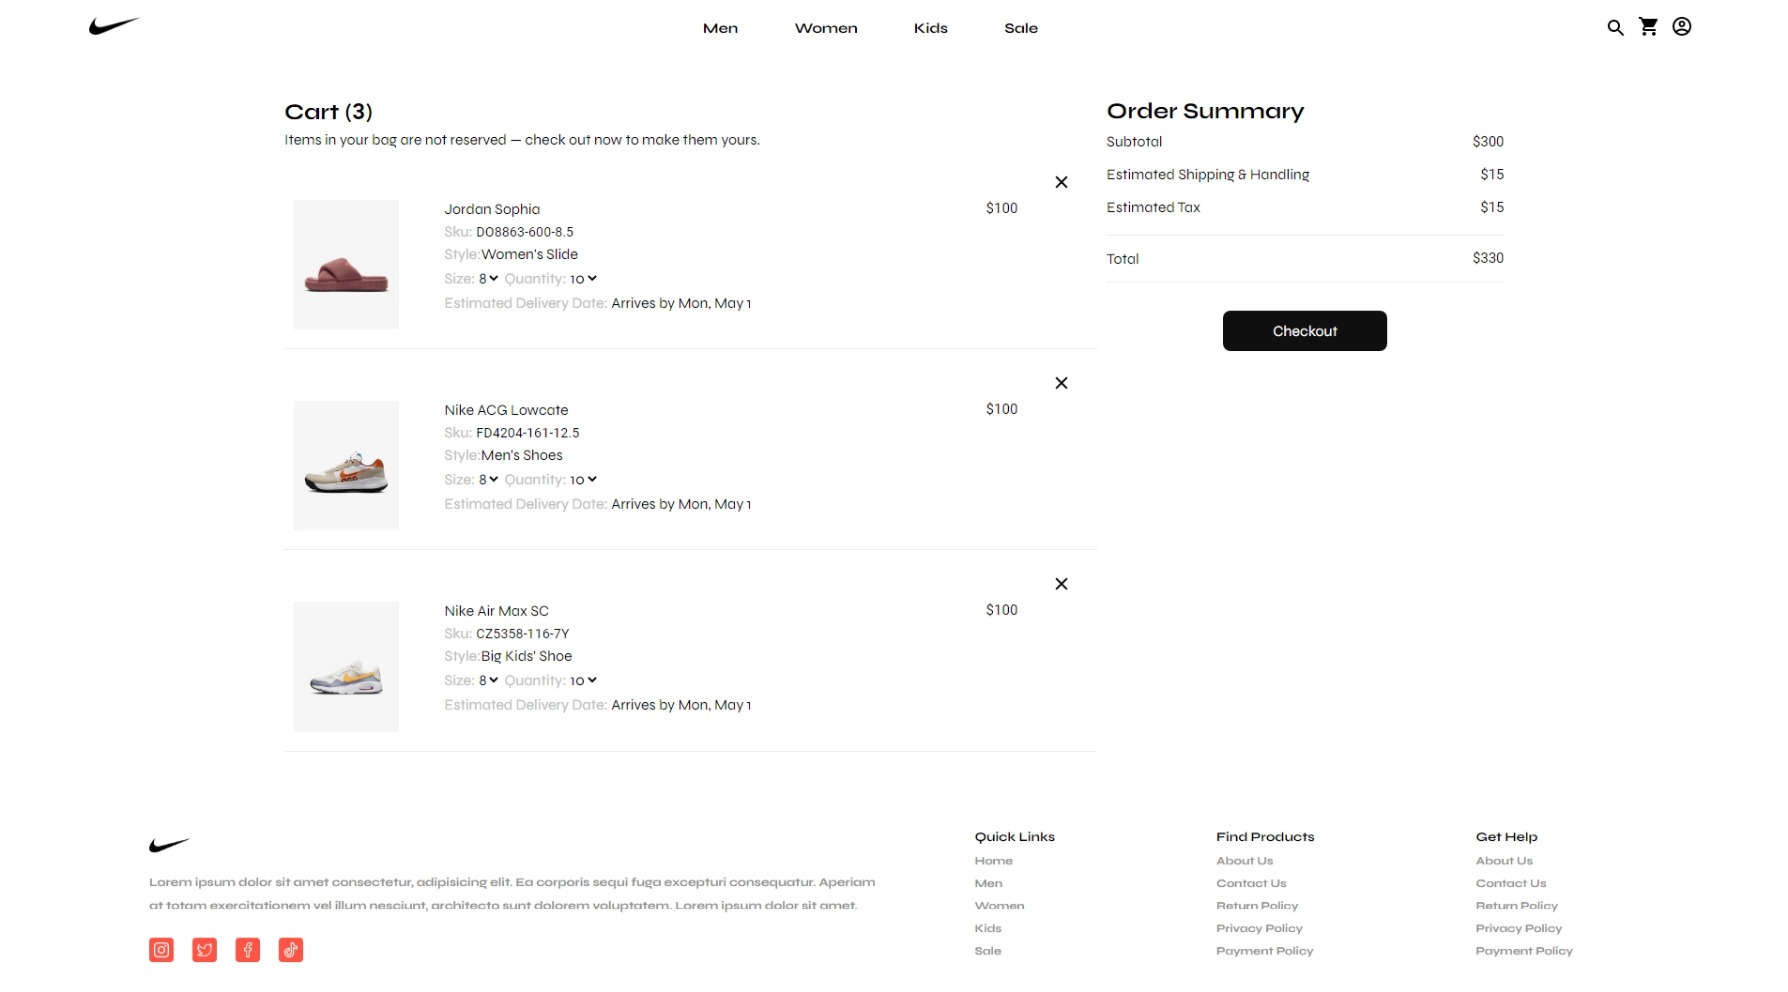 Men Women Kids Sale
Cart (3)
Items in your bag are not reserved — check out now to make them yours.
Jordan Sophia
$100
Sku: DO8863-600-8.5
Style:Women's Slide
Size: 8 Quantity: 10
Estimated Delivery Date: Arrives by Mon, May 1
Nike ACG Lowcate
$100
Sku: FD4204-161-12.5
Style:Men's Shoes
Size: 8 Quantity: 10
Estimated Delivery Date: Arrives by Mon, May 1
Nike Air Max SC
$100
Sku: CZ5358-116-7Y
Style:Big Kids' Shoe
Size: 8 Quantity: 10
Estimated Delivery Date: Arrives by Mon, May 1
Order Summary
Subtotal $300
Estimated Shipping & Handling $15
Estimated Tax $15
Total $330
Checkout
Lorem ipsum dolor sit amet consectetur, adipisicing elit. Ea corporis sequi fuga excepturi consequatur. Aperiam
at totam exercitationem vel illum nesciunt, architecto sunt dolorem voluptatem. Lorem ipsum dolor sit amet.
Quick Links
Home
Men
Women
Kids
Sale
Find Products
About Us
Contact Us
Return Policy
Privacy Policy
Payment Policy
Get Help
About Us
Contact Us
Return Policy
Privacy Policy
Payment Policy